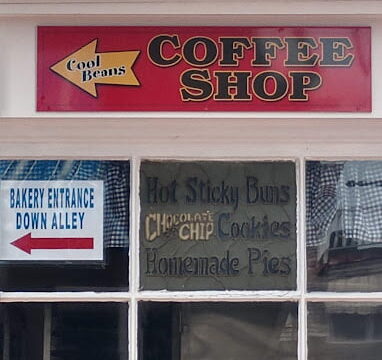 Cool
Beans
COFFEE
SHOP
BAKERY ENTRANCE
DOWN ALLEY
Hot Sticky Buns
CHOCOLATE CHIP Cookies
Homemade Pies